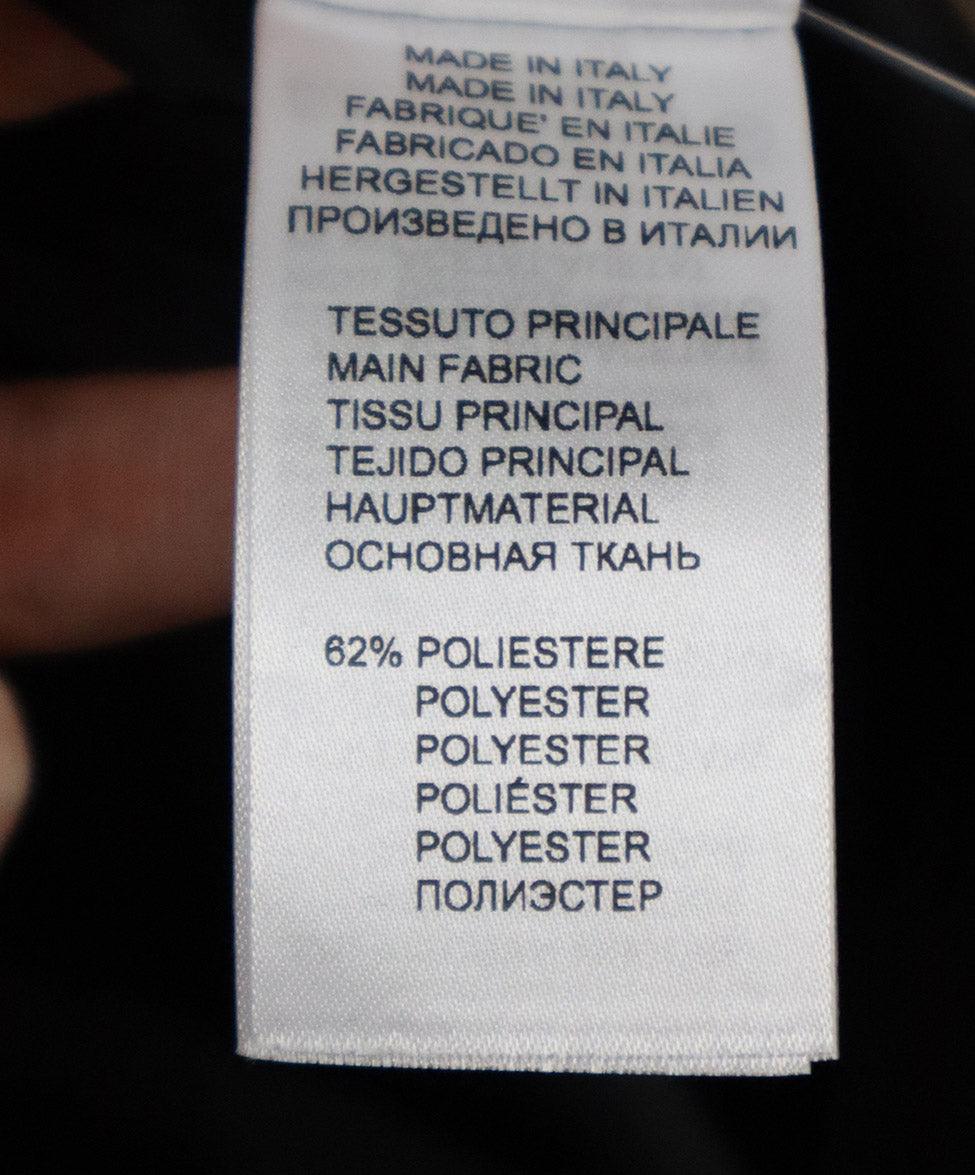 MADE IN ITALY
MADE IN ITALY
FABRIQUE' EN ITALIE
FABRICADO EN ITALIA
HERGESTELLT IN ITALIEN
ПРОИЗВЕДЕНО В ИТАЛИИ
TESSUTO PRINCIPALE
MAIN FABRIC
TISSU PRINCIPAL
TEJIDO PRINCIPAL
HAUPTMATERIAL
ОСНОВНАЯ ТКАНЬ
62% POLIESTERE
POLYESTER
POLYESTER
POLIÉSTER
POLYESTER
ПОЛИЭСТЕР